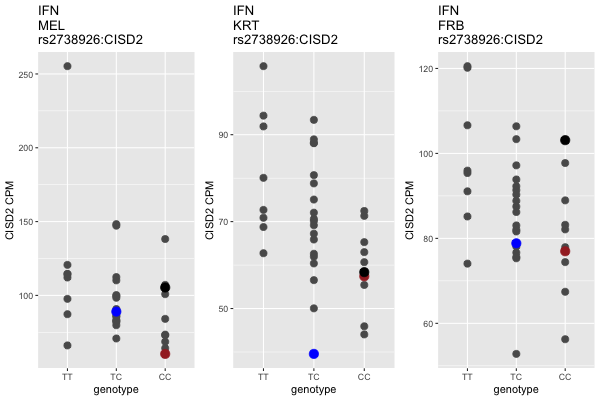 IFN
MEL
rs2738926:CISD2
CISD2 CPM
250
200
150
100
TT
TC
CC
genotype
IFN
KRT
rs2738926:CISD2
CISD2 CPM
90
70
50
TT
TC
CC
genotype
IFN
FRB
rs2738926:CISD2
CISD2 CPM
120
100
80
60
TT
TC
CC
genotype